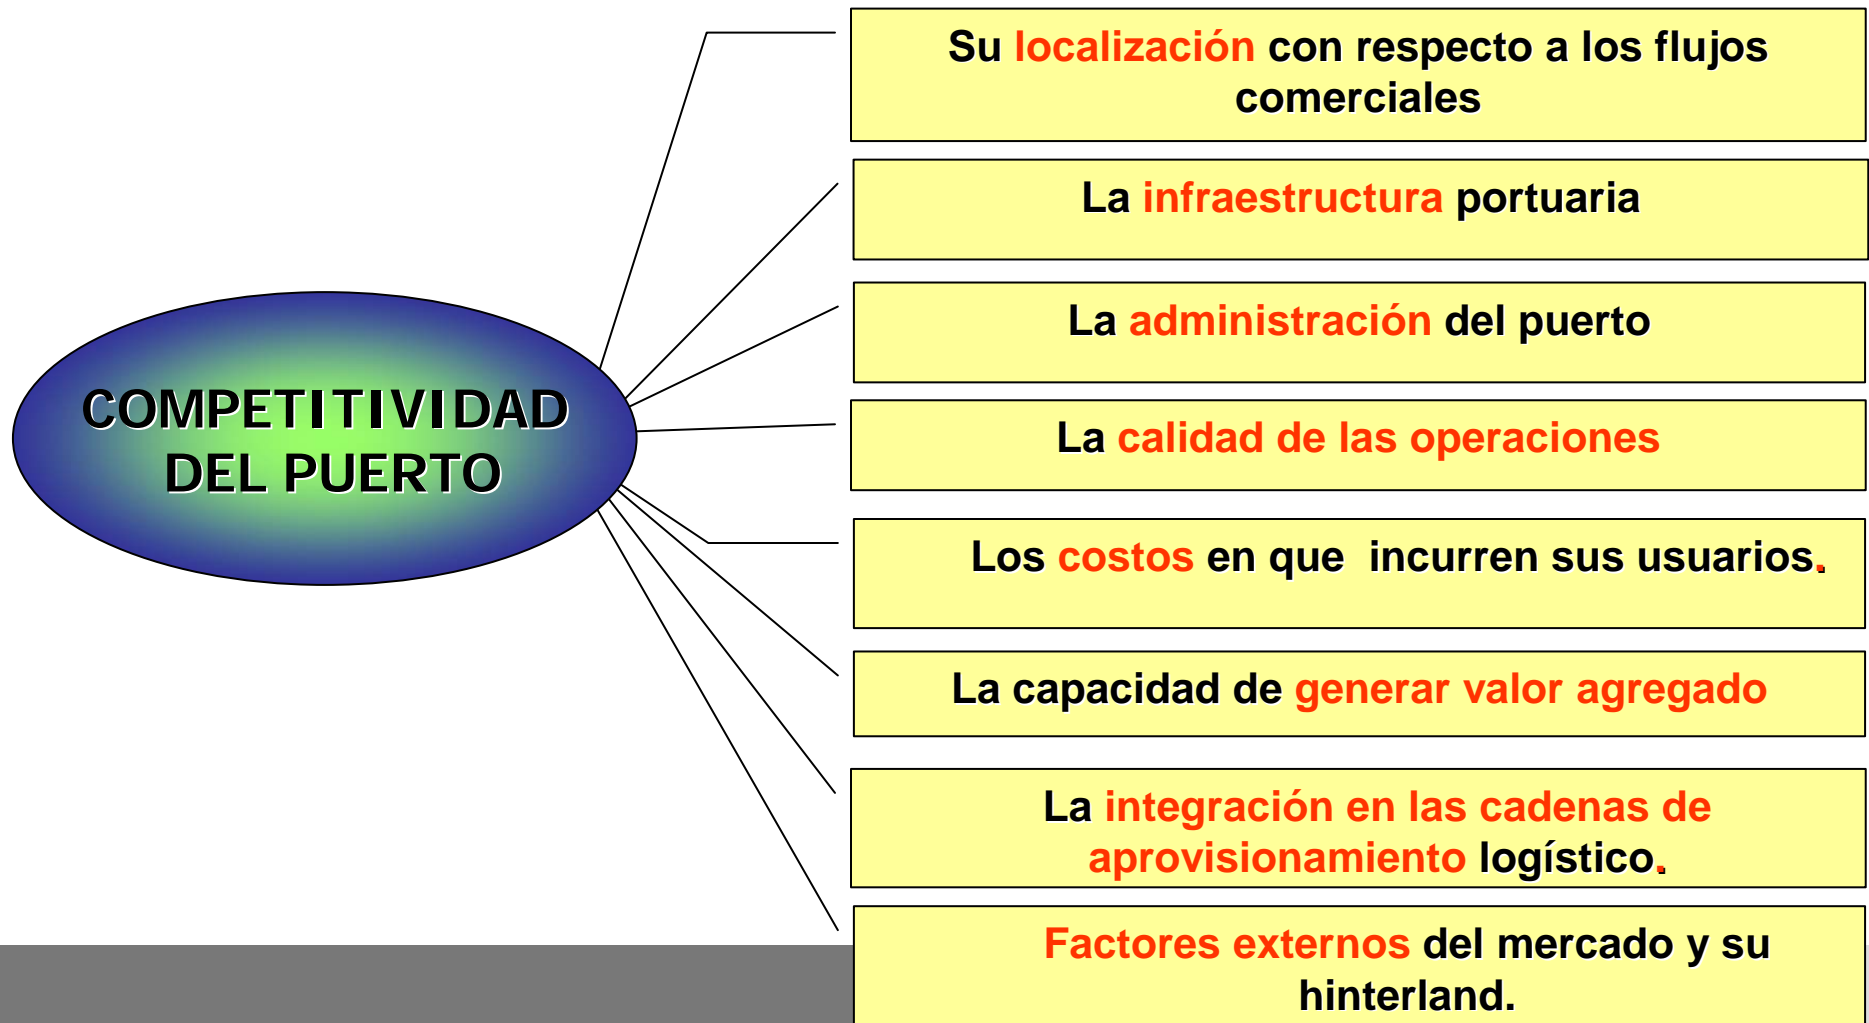 COMPETITIVIDAD
DEL PUERTO
Su localización con respecto a los flujos
comerciales
La infraestructura portuaria
La administración del puerto
La calidad de las operaciones
Los costos en que incurren sus usuarios.
La capacidad de generar valor agregado
La integración en las cadenas de
aprovisionamiento logístico.
Factores externos del mercado y su
hinterland.